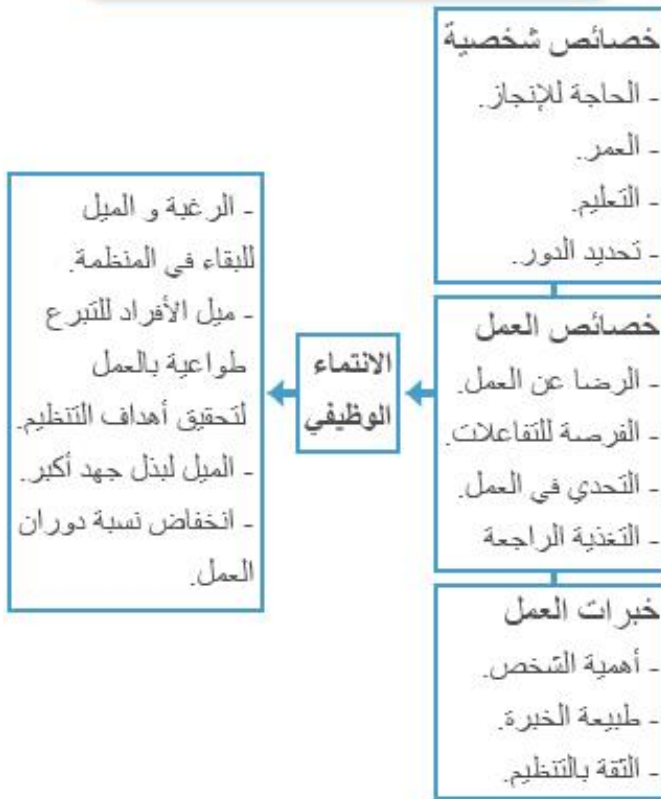 خصائص شخصية
- الحاجة للإنجاز.
- العمر.
- التعليم.
- تحديد الدور.
خصائص العمل
- الرضا عن العمل.
- الفرصة للتفاعلات.
- التحدي في العمل.
- التغذية الراجعة
خبرات العمل
- أهمية الشخص.
- طبيعة الخبرة.
- الثقة بالتنظيم.
الانتماء
الوظيفي
- الرغبة و الميل
للبقاء في المنظمة.
- ميل الأفراد للتبرع
طواعية بالعمل
لتحقيق أهداف التنظيم.
- الميل لبذل جهد أكبر.
- انخفاض نسبة دوران
العمل.